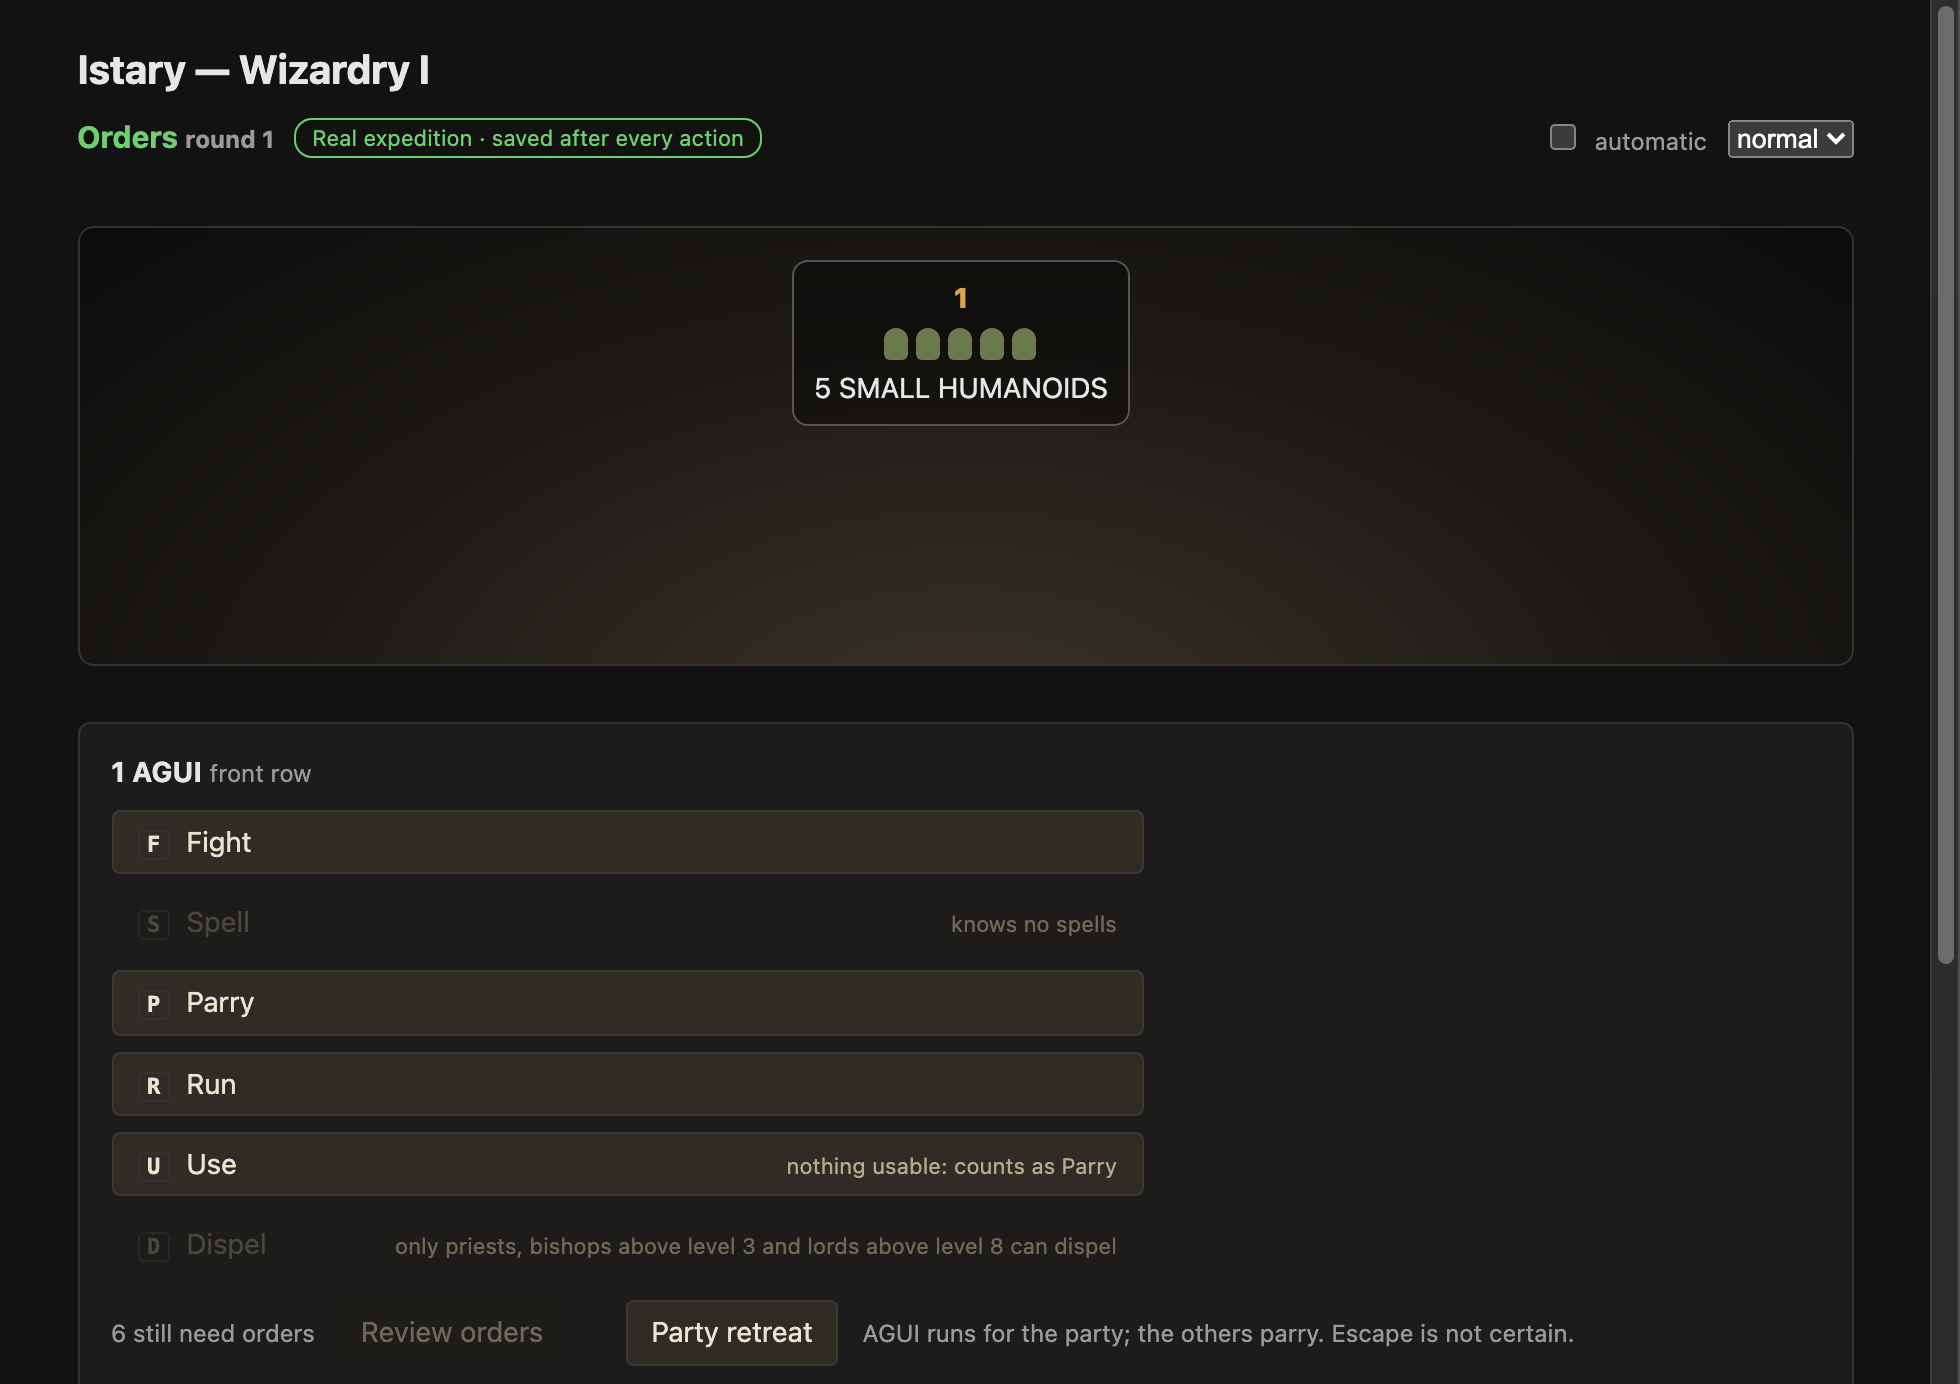 Istary — Wizardry I
Orders round 1 Real expedition · saved after every action automatic normal
1
5 SMALL HUMANOIDS
1 AGUI front row
F Fight
S Spell knows no spells
P Parry
R Run
U Use nothing usable: counts as Parry
D Dispel only priests, bishops above level 3 and lords above level 8 can dispel
6 still need orders Review orders Party retreat AGUI runs for the party; the others parry. Escape is not certain.